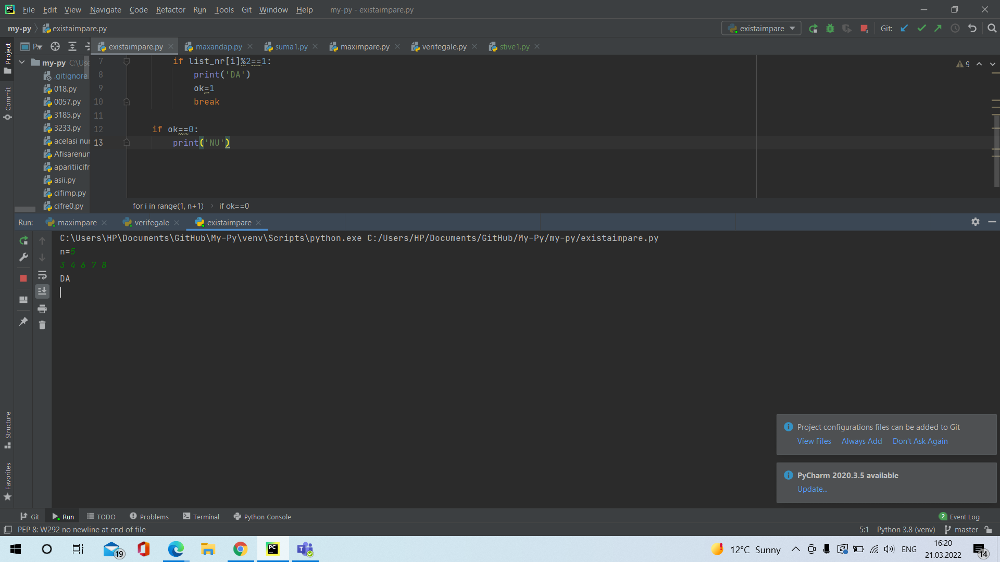 File Edit View Navigate Code Refactor Run Tools Git Window Help my-py - existaimpare.py
my-py existaimpare.py existaimpare Git:
P existaimpare.py maxandap.py suma1.py maximpare.py verifegale.py stive1.py
Project
Commit
Structure
Favorites
my-py C:\Use
.gitignore
018.py
0057.py
3185.py
3233.py
acelasi nur
Afisarenum
aparitiicifr
asii.py
cifimp.py
cifre0.py
7 if list_nr[i]%2==1:
8 print('DA')
9 ok=1
10 break
11
12 if ok==0:
13 print('NU')
9
for i in range(1, n+1) › if ok==0
Run: maximpare verifegale existaimpare
C:\Users\HP\Documents\GitHub\My-Py\venv\Scripts\python.exe C:/Users/HP/Documents/GitHub/My-Py/my-py/existaimpare.py
n=5
3 4 6 7 8
DA
Project configurations files can be added to Git
View Files Always Add Don't Ask Again
PyCharm 2020.3.5 available
Update...
Git Run TODO Problems Terminal Python Console 2 Event Log
PEP 8: W292 no newline at end of file 5:1 Python 3.8 (venv) master
19 PC 12°C Sunny ENG 16:20
21.03.2022 14